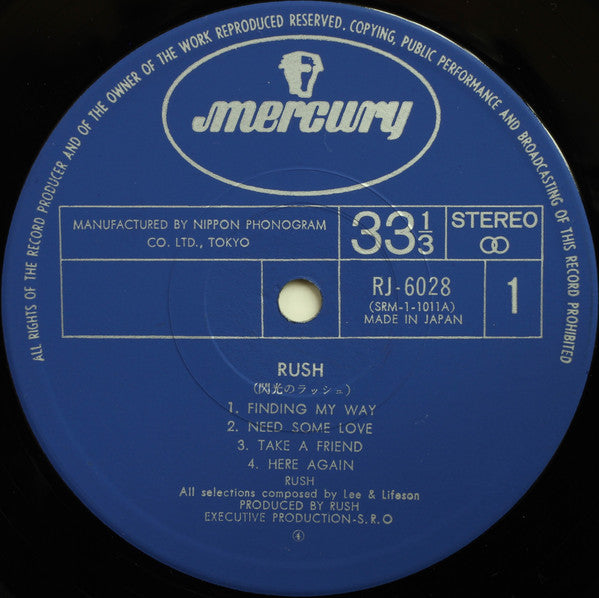 ALL RIGHTS OF THE RECORD PRODUCER AND OF THE OWNER OF THE WORK REPRODUCED RESERVED. COPYING, PUBLIC PERFORMANCE AND BROADCASTING OF THIS RECORD PROHIBITED
mercury
MANUFACTURED BY NIPPON PHONOGRAM
CO. LTD., TOKYO
33 1/3
STEREO
RJ-6028
(SRM-1-1011A)
MADE IN JAPAN
1
RUSH
(閃光のラッシュ)
1. FINDING MY WAY
2. NEED SOME LOVE
3. TAKE A FRIEND
4. HERE AGAIN
RUSH
All selections composed by Lee & Lifeson
PRODUCED BY RUSH
EXECUTIVE PRODUCTION-S.R.O
④